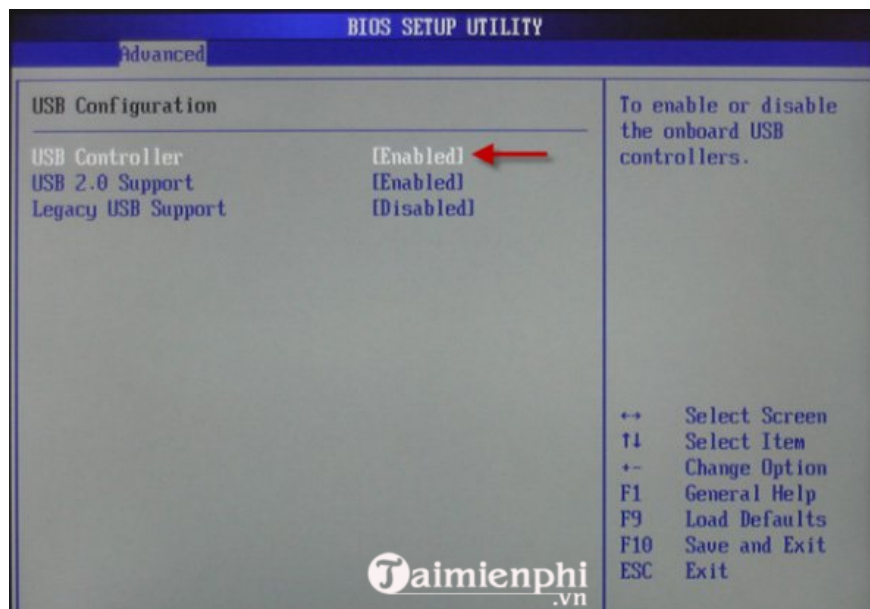 BIOS SETUP UTILITY
Advanced
USB Configuration
USB Controller [Enabled]
USB 2.0 Support [Enabled]
Legacy USB Support [Disabled]
To enable or disable
the onboard USB
controllers.
↔ Select Screen
↑↓ Select Item
+- Change Option
F1 General Help
F9 Load Defaults
F10 Save and Exit
ESC Exit
Taimienphi
.vn